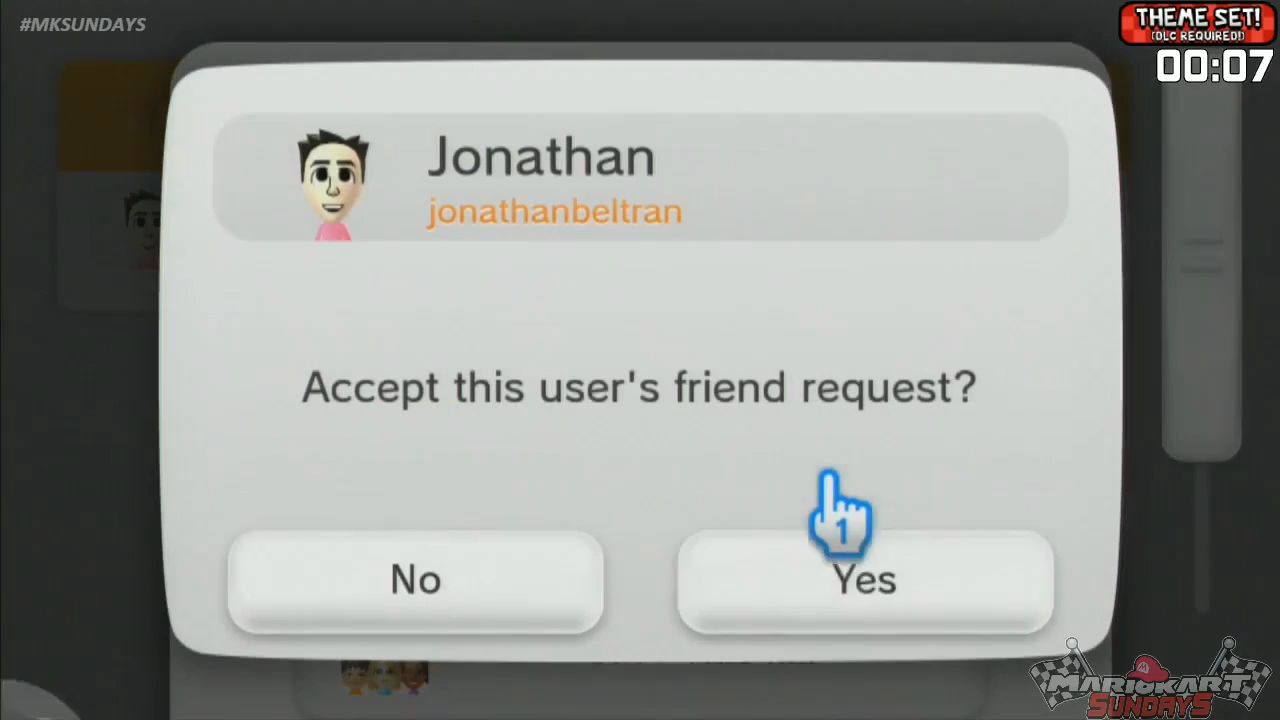 #MKSUNDAYS
THEME SET!
(DLC REQUIRED!)
00:07
Jonathan
jonathanbeltran
Accept this user's friend request?
1
No
Yes
M
MARIOKART
SUNDAYS